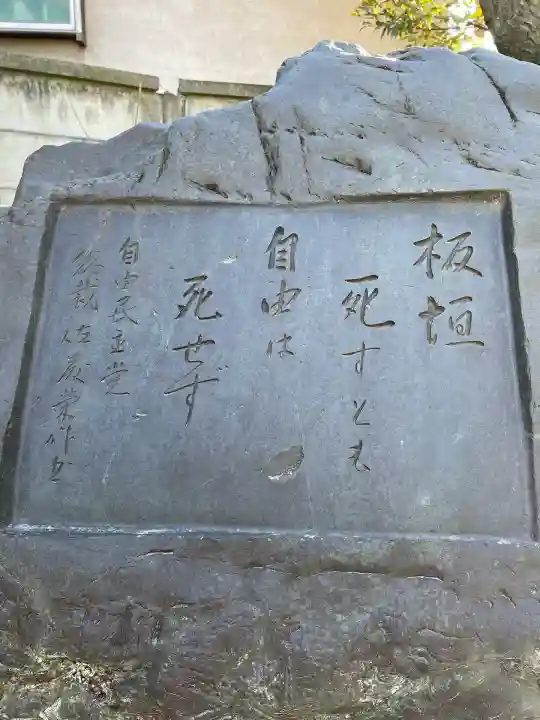 板垣
死すとも
自由は
死せず
自由民主党
総裁佐藤栄作書